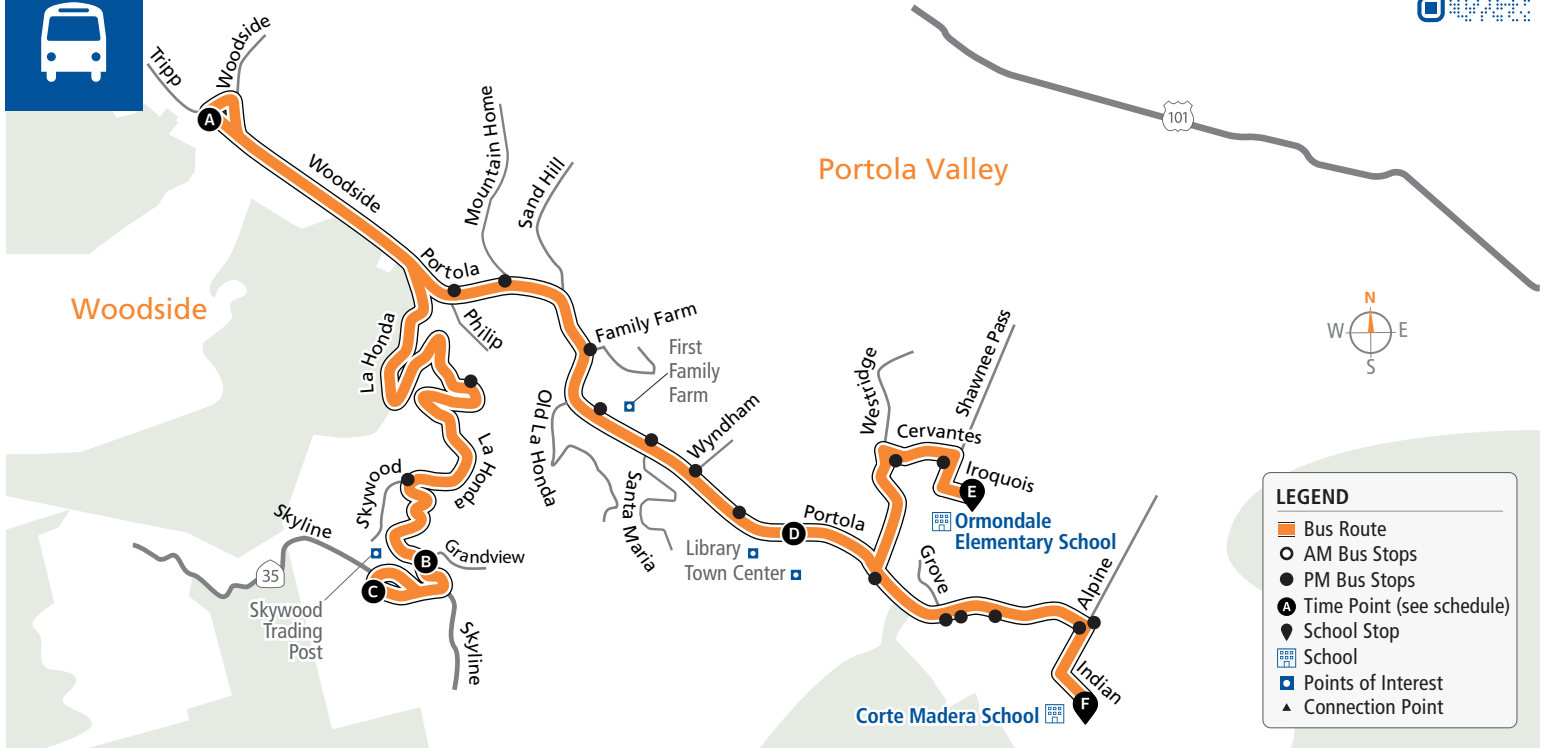 Tripp
Woodside
A
Woodside
Mountain Home
Sand Hill
101
Portola Valley
Woodside
Portola
Philip
La Honda
Family Farm
First
Family
Farm
Old La Honda
Santa Maria
Wyndham
Westridge
Shawnee Pass
Cervantes
Iroquois
E
Ormondale
Elementary School
N
W
E
S
La Honda
Skywood
Skyline
35
B
Grandview
C
Skywood
Trading
Post
Skyline
D
Portola
Library
Town Center
Grove
Alpine
Indian
F
Corte Madera School
LEGEND
Bus Route
AM Bus Stops
PM Bus Stops
A Time Point (see schedule)
School Stop
School
Points of Interest
Connection Point